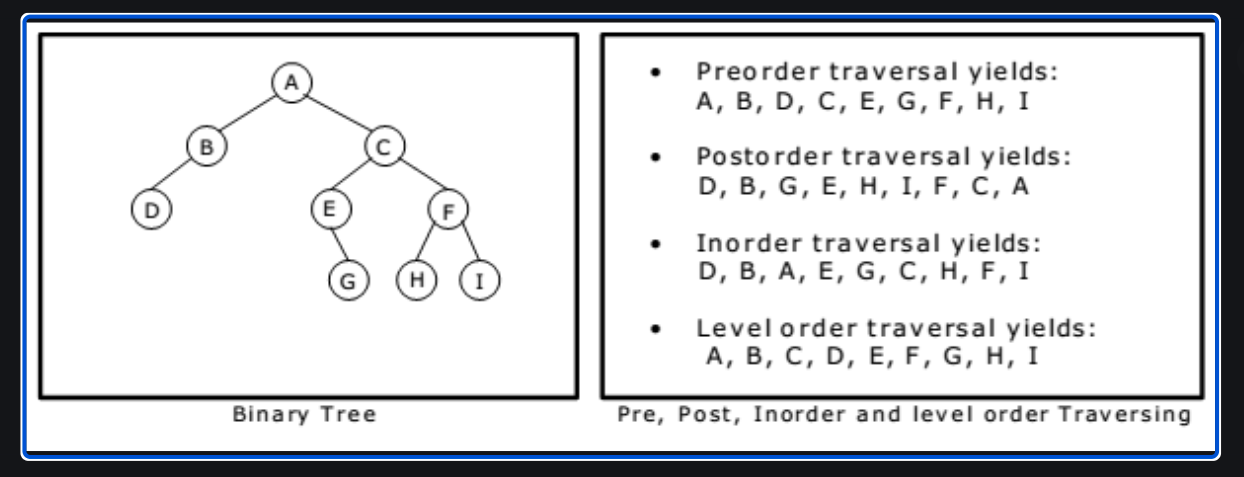 A
B
C
D
E
F
G
H
I
Binary Tree
• Preorder traversal yields:
A, B, D, C, E, G, F, H, I
• Postorder traversal yields:
D, B, G, E, H, I, F, C, A
• Inorder traversal yields:
D, B, A, E, G, C, H, F, I
• Level order traversal yields:
A, B, C, D, E, F, G, H, I
Pre, Post, Inorder and level order Traversing